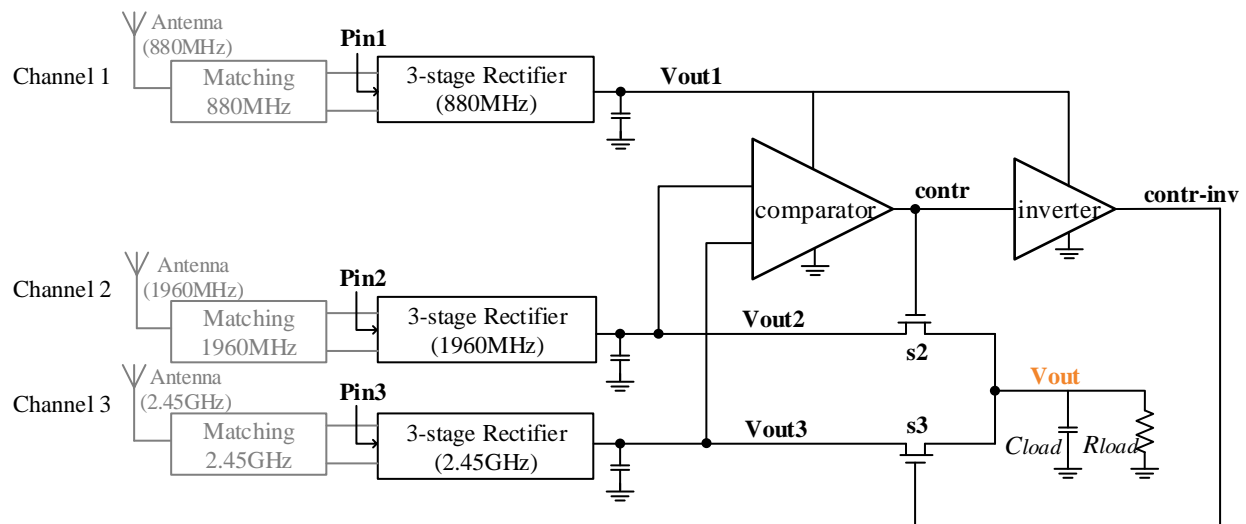 Antenna
(880MHz)
Channel 1
Matching
880MHz
Pin1
3-stage Rectifier
(880MHz)
Vout1
comparator
contr
inverter
contr-inv
Channel 2
Antenna
(1960MHz)
Matching
1960MHz
Pin2
3-stage Rectifier
(1960MHz)
Vout2
s2
Channel 3
Antenna
(2.45GHz)
Matching
2.45GHz
Pin3
3-stage Rectifier
(2.45GHz)
Vout3
s3
Vout
Cload
Rload